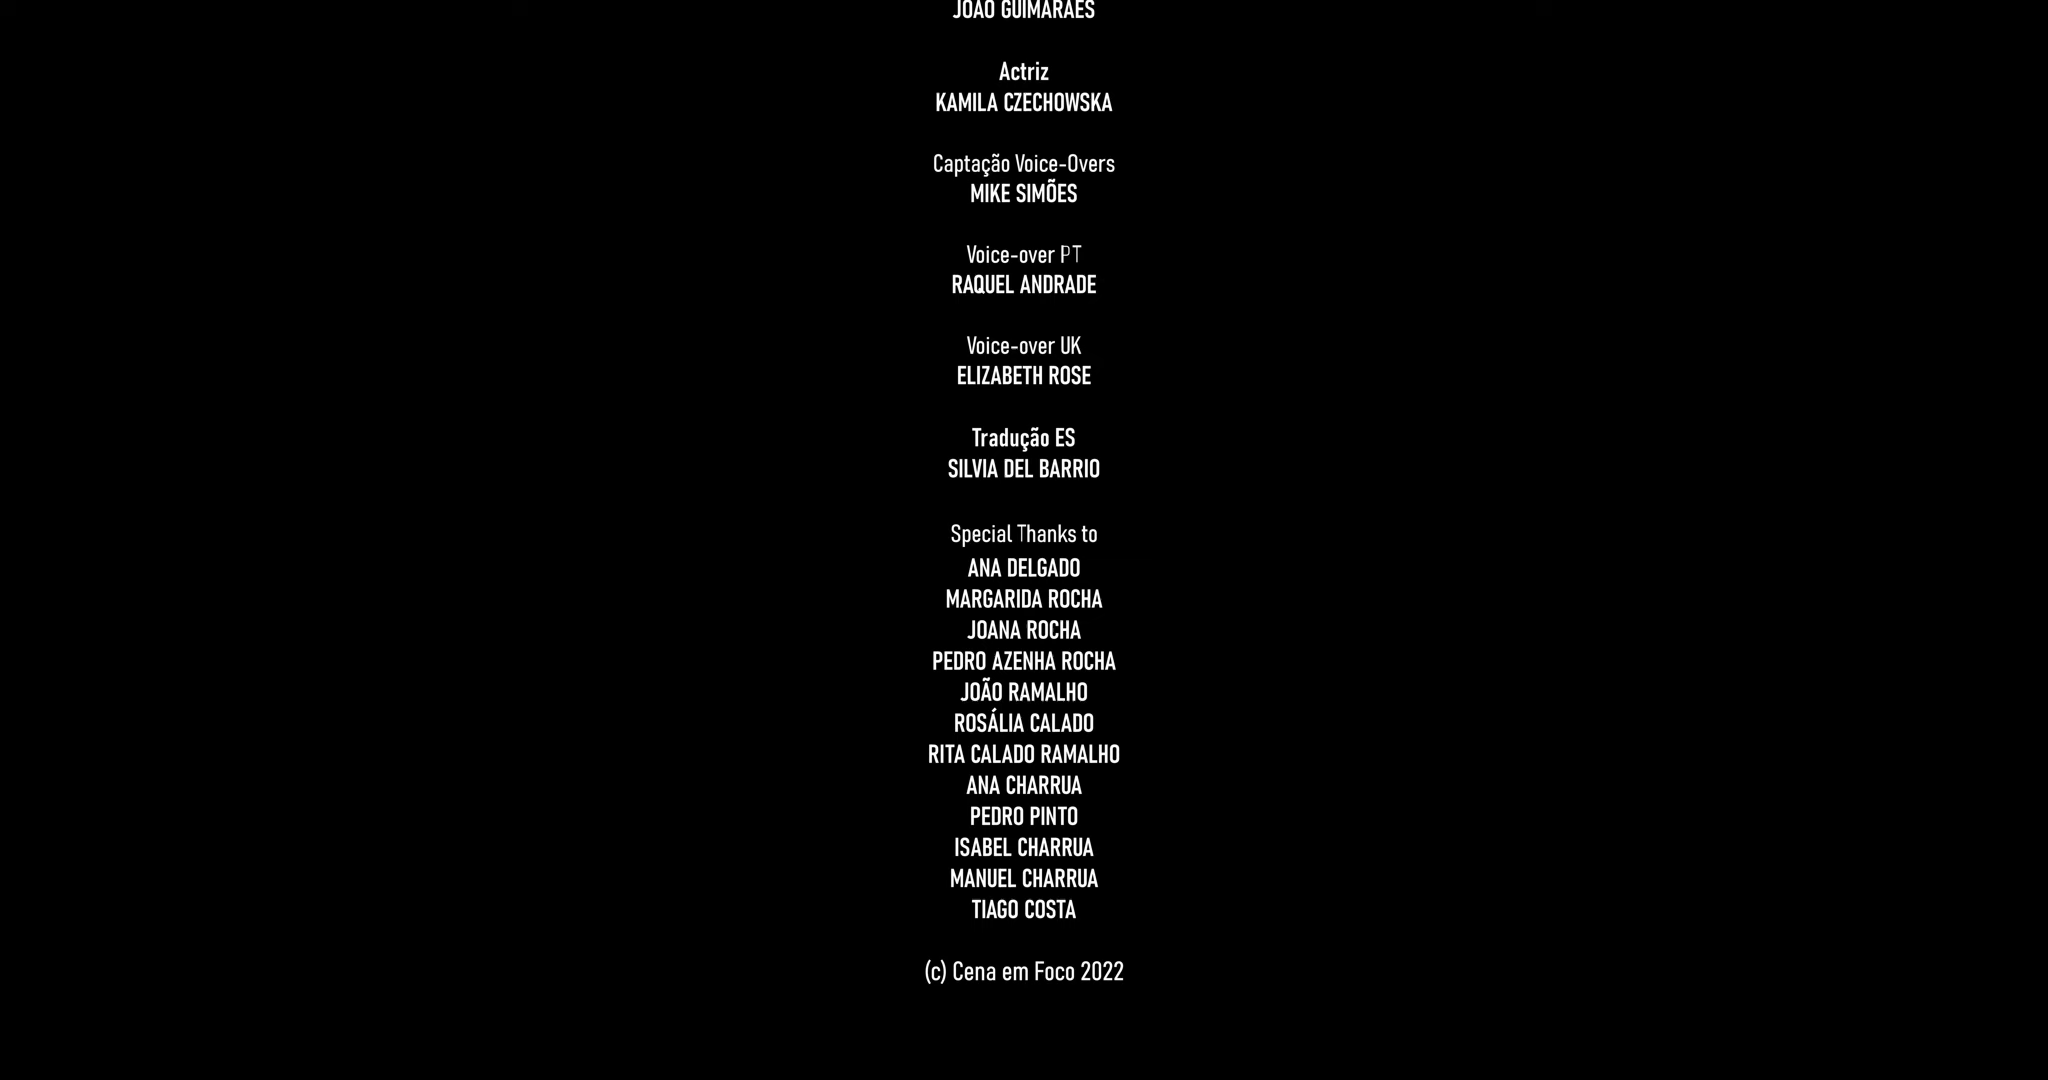 JOÃO GUIMARÃES
Actriz
KAMILA CZECHOWSKA
Captação Voice-Overs
MIKE SIMÕES
Voice-over PT
RAQUEL ANDRADE
Voice-over UK
ELIZABETH ROSE
Tradução ES
SILVIA DEL BARRIO
Special Thanks to
ANA DELGADO
MARGARIDA ROCHA
JOANA ROCHA
PEDRO AZENHA ROCHA
JOÃO RAMALHO
ROSÁLIA CALADO
RITA CALADO RAMALHO
ANA CHARRUA
PEDRO PINTO
ISABEL CHARRUA
MANUEL CHARRUA
TIAGO COSTA
(c) Cena em Foco 2022